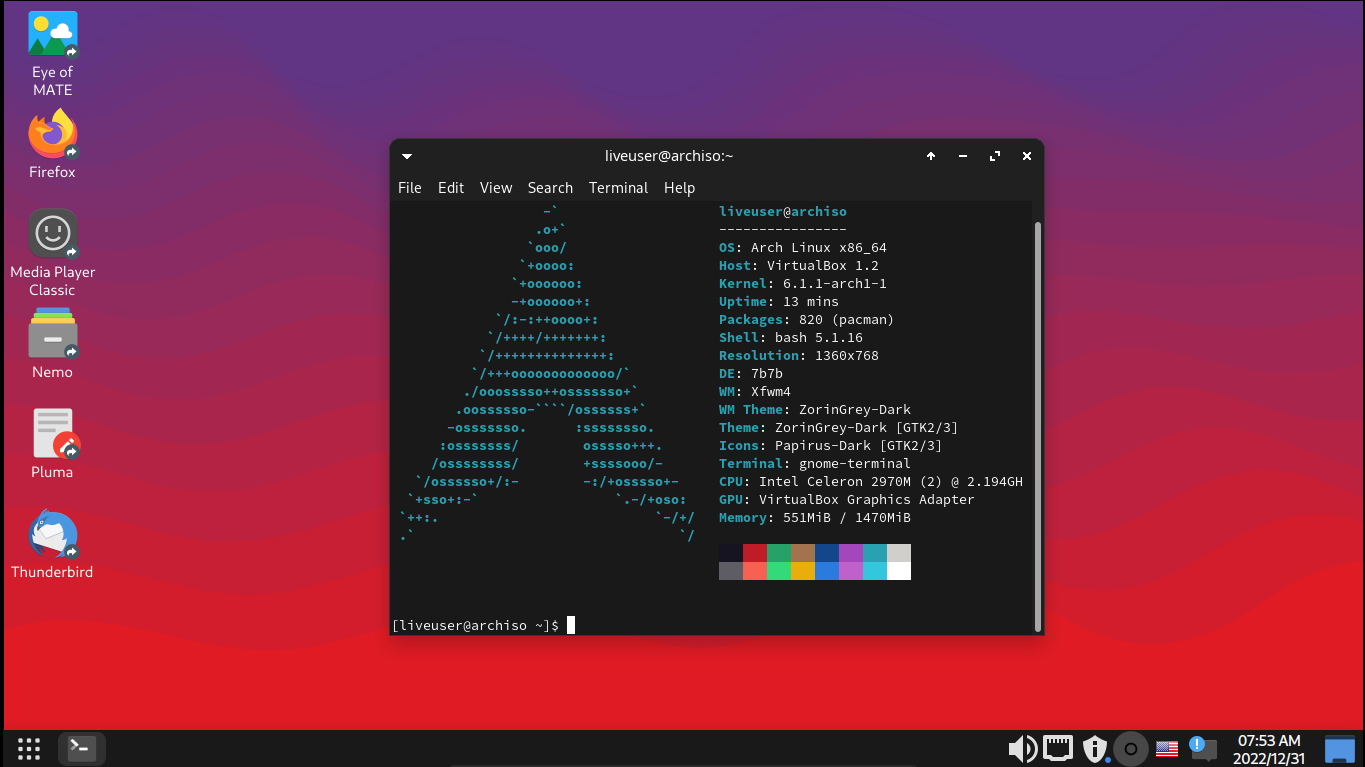 Eye of
MATE
Firefox
Media Player
Classic
Nemo
Pluma
Thunderbird
liveuser@archiso:~
File Edit View Search Terminal Help
-`                     liveuser@archiso
.o+`                    ----------------
`ooo/                    OS: Arch Linux x86_64
`+oooo:                   Host: VirtualBox 1.2
`+oooooo:                  Kernel: 6.1.1-arch1-1
-+oooooo+:                 Uptime: 13 mins
`/:-:++oooo+:                Packages: 820 (pacman)
`/++++/+++++++:               Shell: bash 5.1.16
`/++++++++++++++:              Resolution: 1360x768
`/+++ooooooooooooo/`            DE: 7b7b
./ooosssso++osssssso+`           WM: Xfwm4
.oossssso-````/ossssss+`          WM Theme: ZorinGrey-Dark
-osssssso.      :ssssssso.         Theme: ZorinGrey-Dark [GTK2/3]
:osssssss/        osssso+++.        Icons: Papirus-Dark [GTK2/3]
/ossssssss/        +ssssooo/-        Terminal: gnome-terminal
`/ossssso+/:-        -:/+osssso+-      CPU: Intel Celeron 2970M (2) @ 2.194GH
`+sso+:-`                 `.-/+oso:     GPU: VirtualBox Graphics Adapter
`++:.                           `-/+/    Memory: 551MiB / 1470MiB
.`                                 `/
[liveuser@archiso ~]$
07:53 AM
2022/12/31